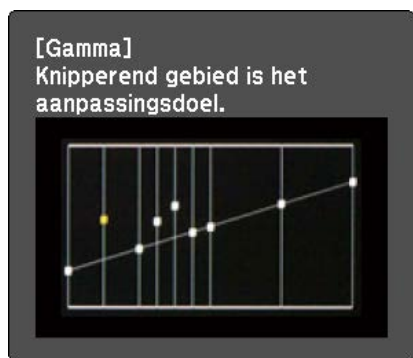 [Gamma]
Knipperend gebied is het
aanpassingsdoel.